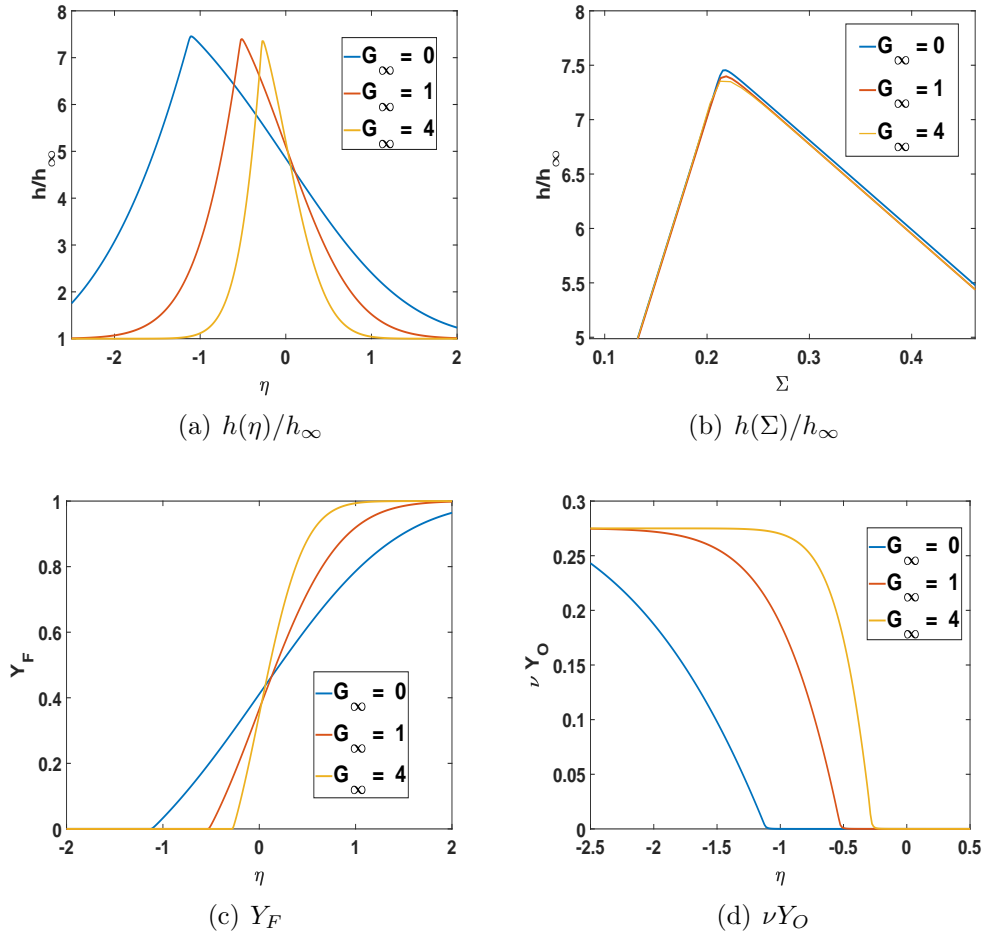 8
7
6
5
4
3
2
1
h/h∞
-2 -1 0 1 2
η
G∞ = 0
G∞ = 1
G∞ = 4
(a) h(η)/h∞
8
7.5
7
6.5
6
5.5
5
h/h∞
0.1 0.2 0.3 0.4
Σ
G∞ = 0
G∞ = 1
G∞ = 4
(b) h(Σ)/h∞
1
0.8
0.6
0.4
0.2
0
Y_F
-2 -1 0 1 2
η
G∞ = 0
G∞ = 1
G∞ = 4
(c) Y_F
0.3
0.25
0.2
0.15
0.1
0.05
0
ν Y_O
-2.5 -2 -1.5 -1 -0.5 0 0.5
η
G∞ = 0
G∞ = 1
G∞ = 4
(d) νY_O